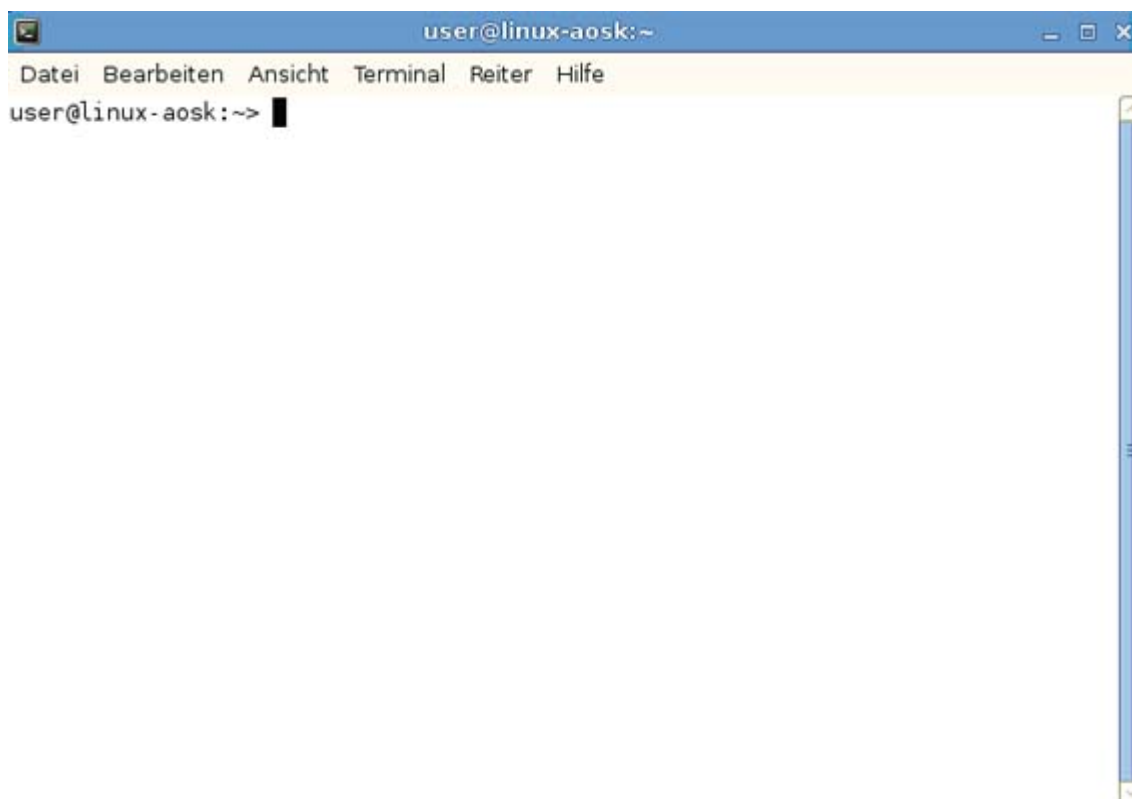 user@linux-aosk:~
Datei Bearbeiten Ansicht Terminal Reiter Hilfe
user@linux-aosk:~>